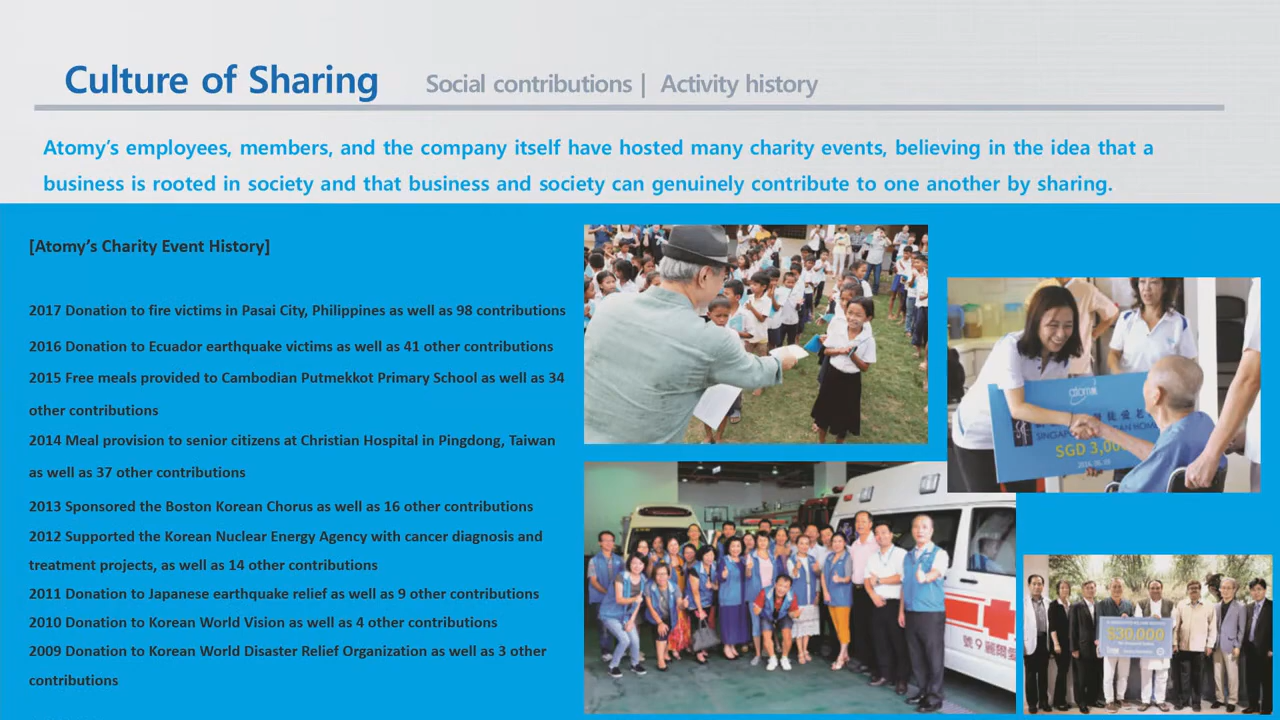 Culture of Sharing
Social contributions | Activity history
Atomy's employees, members, and the company itself have hosted many charity events, believing in the idea that a
business is rooted in society and that business and society can genuinely contribute to one another by sharing.
[Atomy's Charity Event History]
2017 Donation to fire victims in Pasai City, Philippines as well as 98 contributions
2016 Donation to Ecuador earthquake victims as well as 41 other contributions
2015 Free meals provided to Cambodian Putmekkot Primary School as well as 34
other contributions
2014 Meal provision to senior citizens at Christian Hospital in Pingdong, Taiwan
as well as 37 other contributions
2013 Sponsored the Boston Korean Chorus as well as 16 other contributions
2012 Supported the Korean Nuclear Energy Agency with cancer diagnosis and
treatment projects, as well as 14 other contributions
2011 Donation to Japanese earthquake relief as well as 9 other contributions
2010 Donation to Korean World Vision as well as 4 other contributions
2009 Donation to Korean World Disaster Relief Organization as well as 3 other
contributions
atomy
SGD 3,00
$30,000
號9麗爾愛